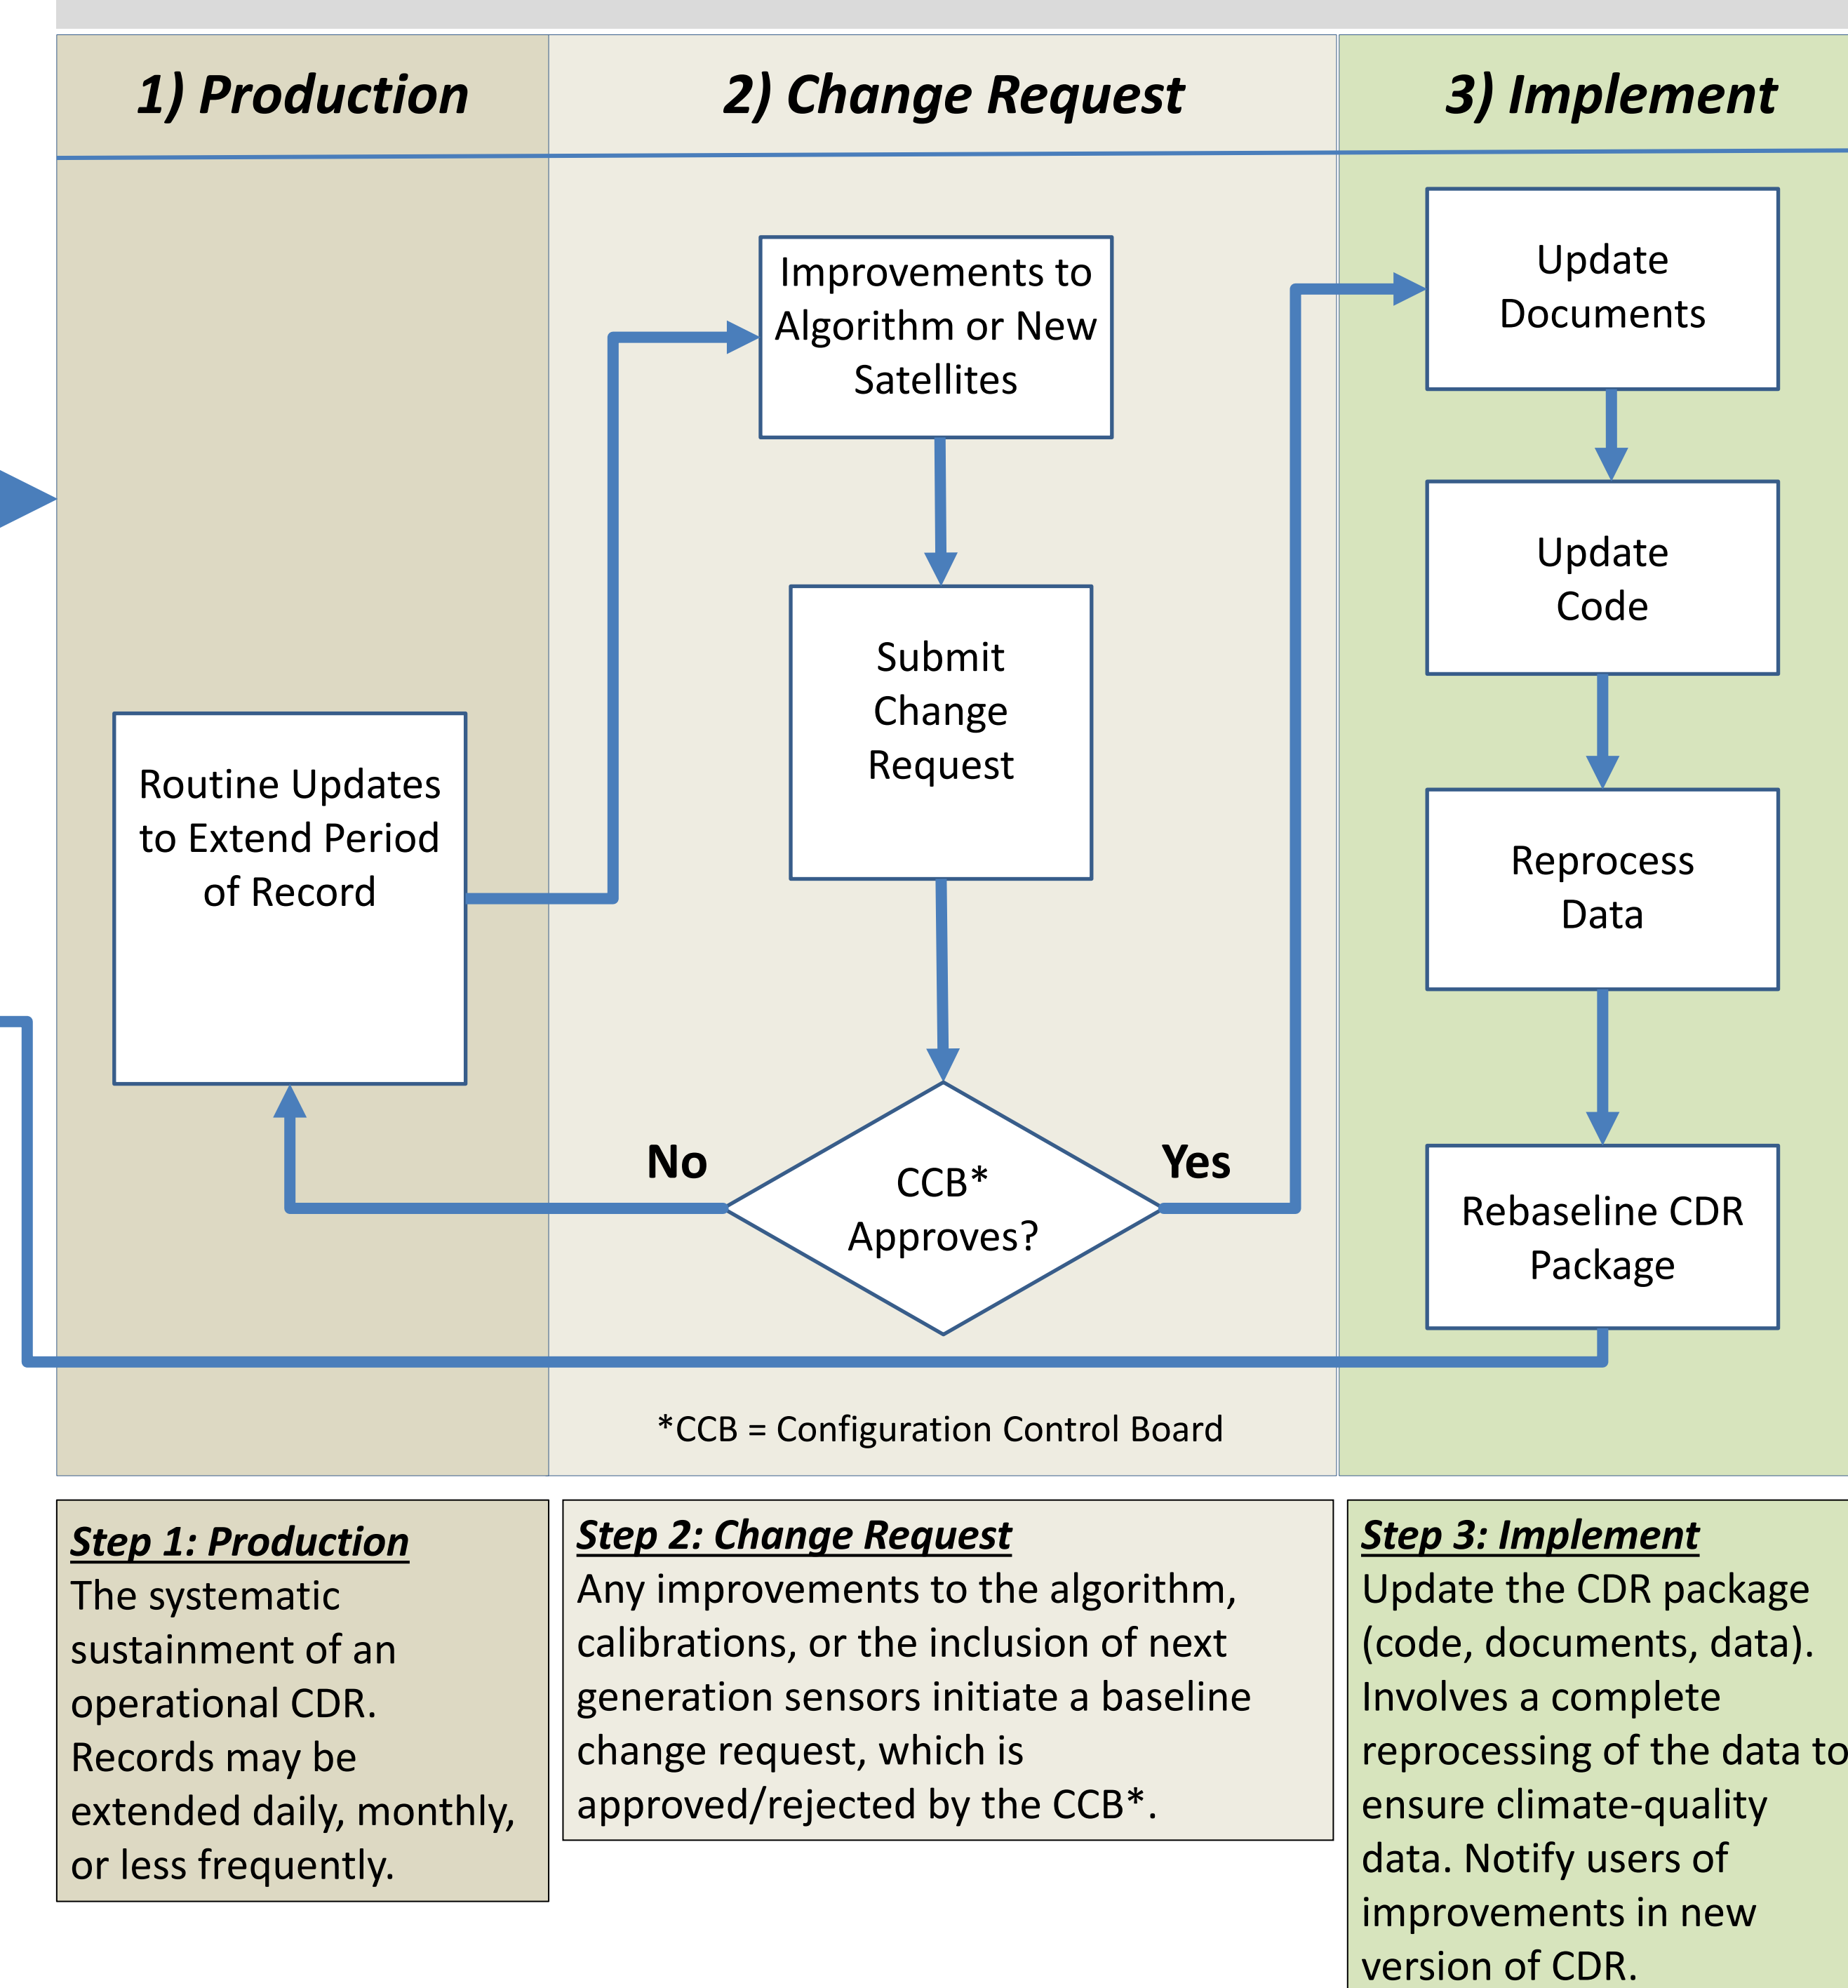 1) Production
2) Change Request
3) Implement
Improvements to
Algorithm or New
Satellites
Submit
Change
Request
Routine Updates
to Extend Period
of Record
No
CCB*
Approves?
Yes
Update
Documents
Update
Code
Reprocess
Data
Rebaseline CDR
Package
*CCB = Configuration Control Board
Step 1: Production
The systematic
sustainment of an
operational CDR.
Records may be
extended daily, monthly,
or less frequently.
Step 2: Change Request
Any improvements to the algorithm,
calibrations, or the inclusion of next
generation sensors initiate a baseline
change request, which is
approved/rejected by the CCB*.
Step 3: Implement
Update the CDR package
(code, documents, data).
Involves a complete
reprocessing of the data to
ensure climate-quality
data. Notify users of
improvements in new
version of CDR.